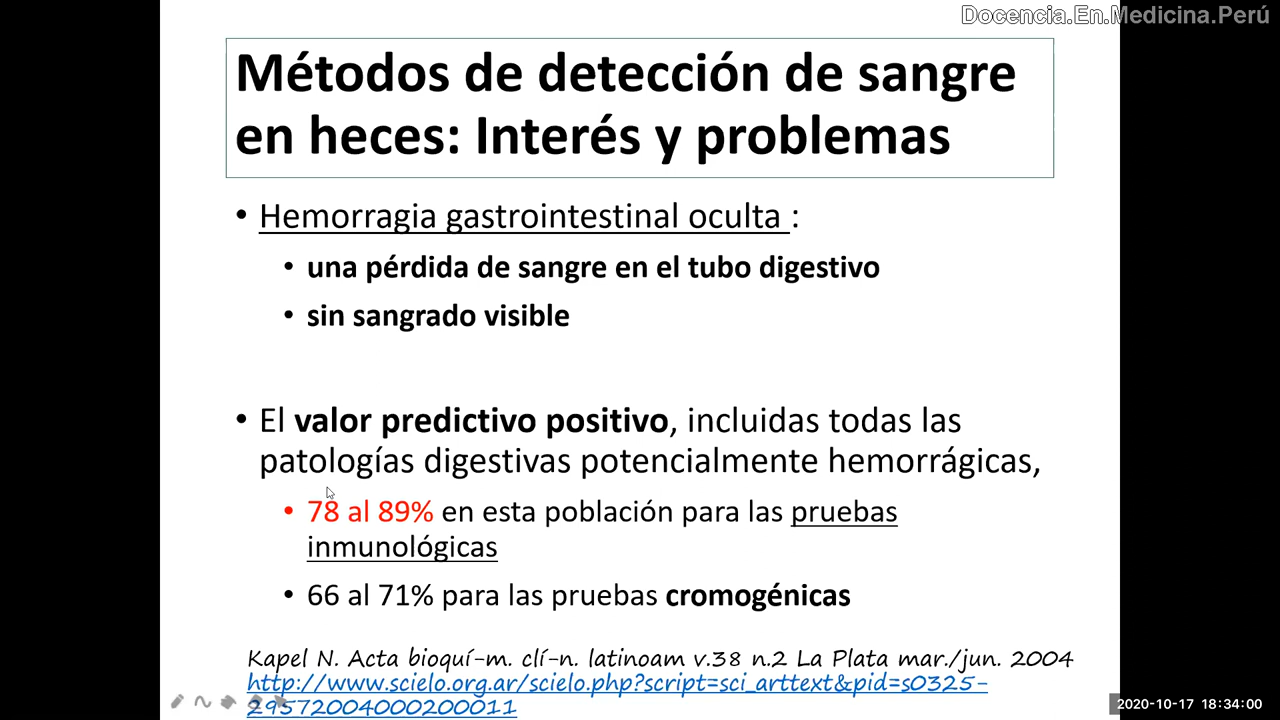 Docencia.En.Medicina.Perú
Métodos de detección de sangre
en heces: Interés y problemas
• Hemorragia gastrointestinal oculta :
• una pérdida de sangre en el tubo digestivo
• sin sangrado visible
• El valor predictivo positivo, incluidas todas las
patologías digestivas potencialmente hemorrágicas,
• 78 al 89% en esta población para las pruebas
inmunológicas
• 66 al 71% para las pruebas cromogénicas
Kapel N. Acta bioquí-m. clí-n. latinoam v.38 n.2 La Plata mar./jun. 2004
http://www.scielo.org.ar/scielo.php?script=sci_arttext&pid=s0325-
29572004000200011
2020-10-17 18:34:00